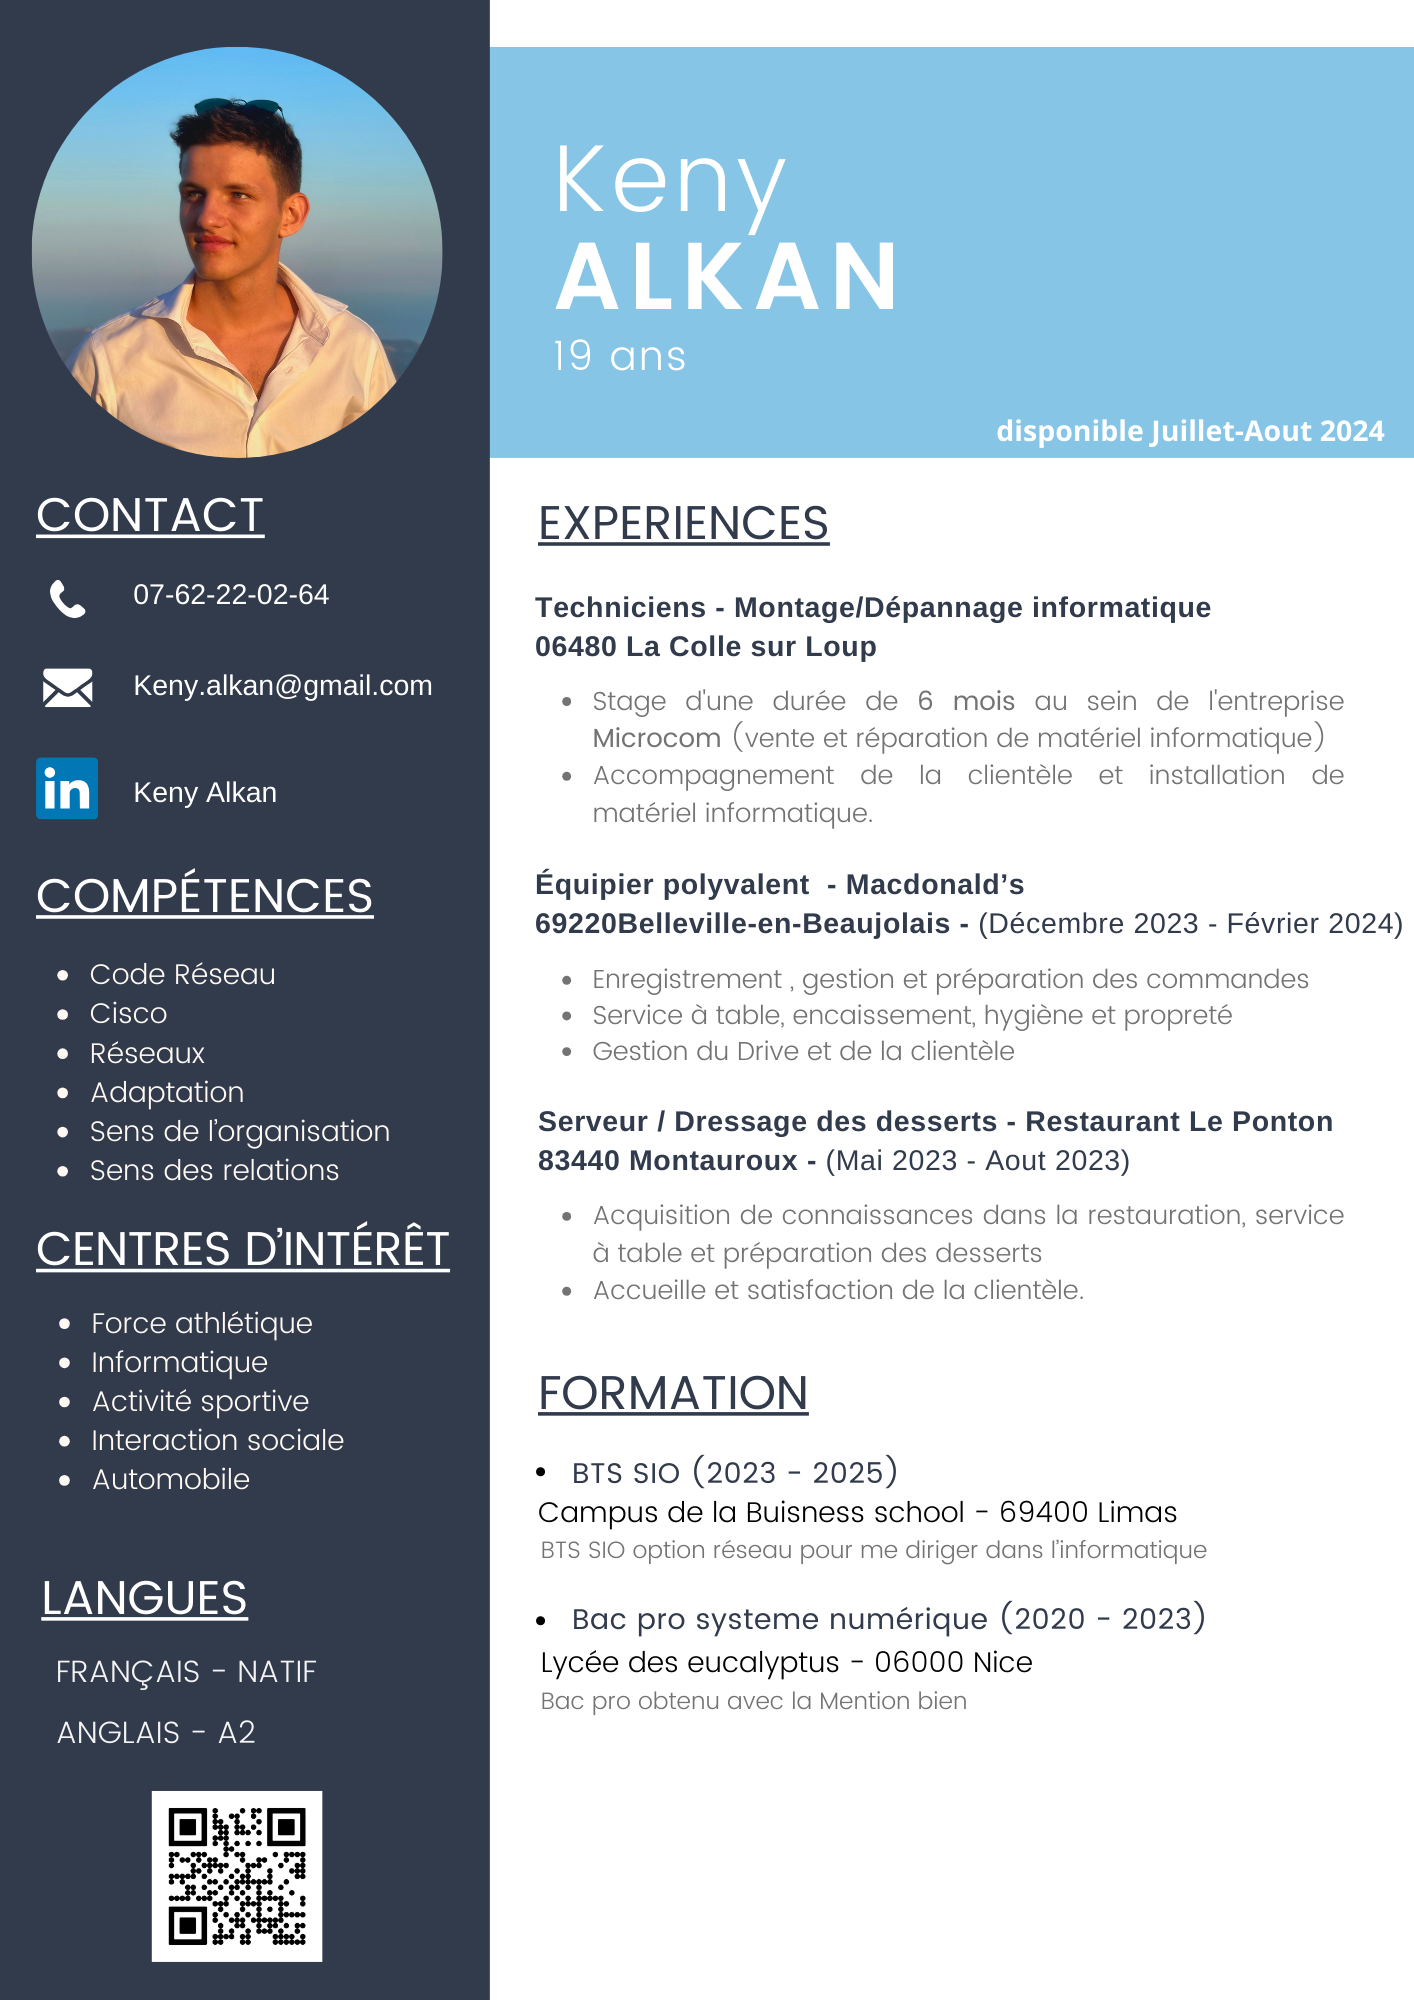 Keny
ALKAN
19 ans
disponible Juillet-Aout 2024
CONTACT
07-62-22-02-64
Keny.alkan@gmail.com
in
Keny Alkan
COMPÉTENCES
• Code Réseau
• Cisco
• Réseaux
• Adaptation
• Sens de l'organisation
• Sens des relations
CENTRES D'INTÉRÊT
• Force athlétique
• Informatique
• Activité sportive
• Interaction sociale
• Automobile
LANGUES
FRANÇAIS - NATIF
ANGLAIS - A2
EXPERIENCES
Techniciens - Montage/Dépannage informatique
06480 La Colle sur Loup
• Stage d'une durée de 6 mois au sein de l'entreprise
Microcom (vente et réparation de matériel informatique)
• Accompagnement de la clientèle et installation de
matériel informatique.
Équipier polyvalent - Macdonald's
69220Belleville-en-Beaujolais - (Décembre 2023 - Février 2024)
• Enregistrement , gestion et préparation des commandes
• Service à table, encaissement, hygiène et propreté
• Gestion du Drive et de la clientèle
Serveur / Dressage des desserts - Restaurant Le Ponton
83440 Montauroux - (Mai 2023 - Aout 2023)
• Acquisition de connaissances dans la restauration, service
à table et préparation des desserts
• Accueille et satisfaction de la clientèle.
FORMATION
• BTS SIO (2023 - 2025)
Campus de la Buisness school - 69400 Limas
BTS SIO option réseau pour me diriger dans l'informatique
• Bac pro systeme numérique (2020 - 2023)
Lycée des eucalyptus - 06000 Nice
Bac pro obtenu avec la Mention bien